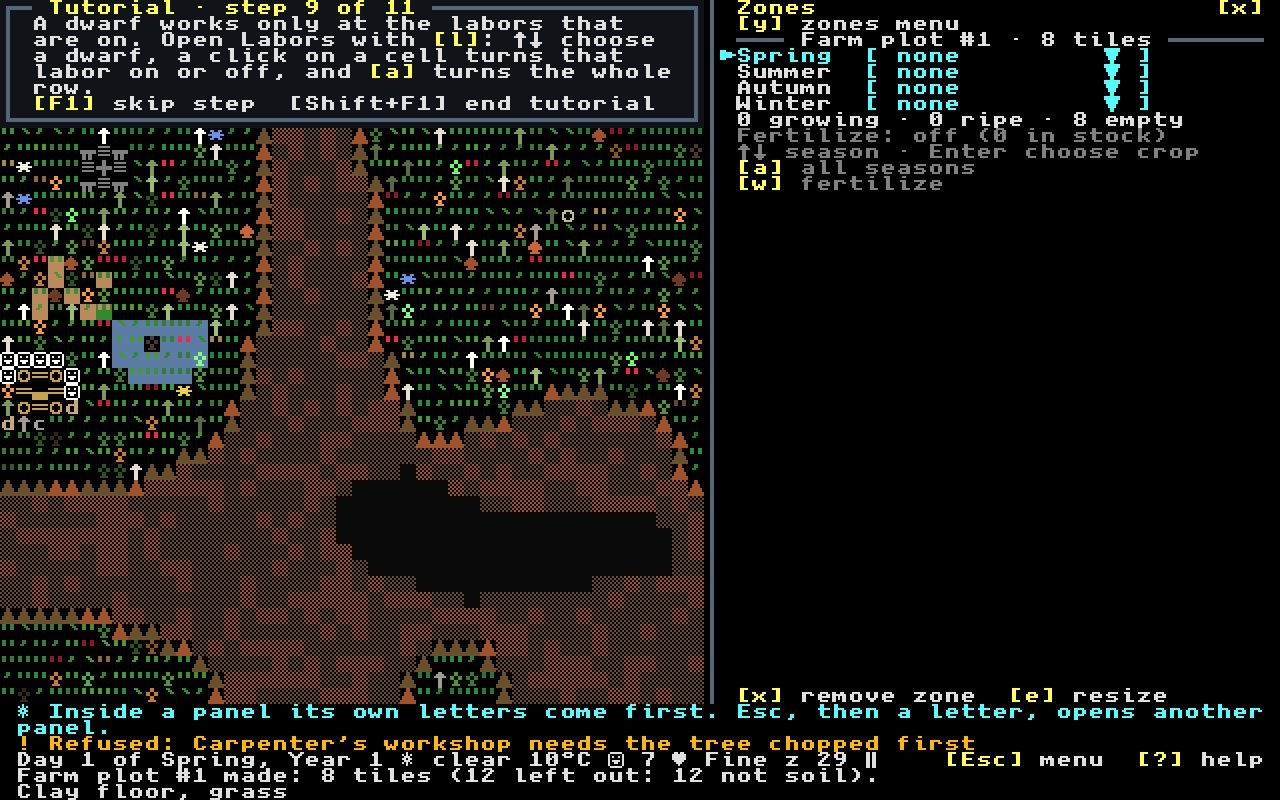 Tutorial · step 9 of 11
A dwarf works only at the labors that
are on. Open Labors with [l]: ↑↓ choose
a dwarf, a click on a cell turns that
labor on or off, and [a] turns the whole
row.
[F1] skip step [Shift+F1] end tutorial
Zones [x]
[y] zones menu
Farm plot #1 · 8 tiles
►Spring [ none ▼ ]
Summer [ none ▼ ]
Autumn [ none ▼ ]
Winter [ none ▼ ]
0 growing · 0 ripe · 8 empty
Fertilize: off (0 in stock)
↑↓ season · Enter choose crop
[a] all seasons
[w] fertilize
[x] remove zone [e] resize
* Inside a panel its own letters come first. Esc, then a letter, opens another
panel.
! Refused: Carpenter's workshop needs the tree chopped first
Day 1 of Spring, Year 1 * clear 10°C ☺ 7 ♥ Fine z 29 ‖ [Esc] menu [?] help
Farm plot #1 made: 8 tiles (12 left out: 12 not soil).
Clay floor, grass